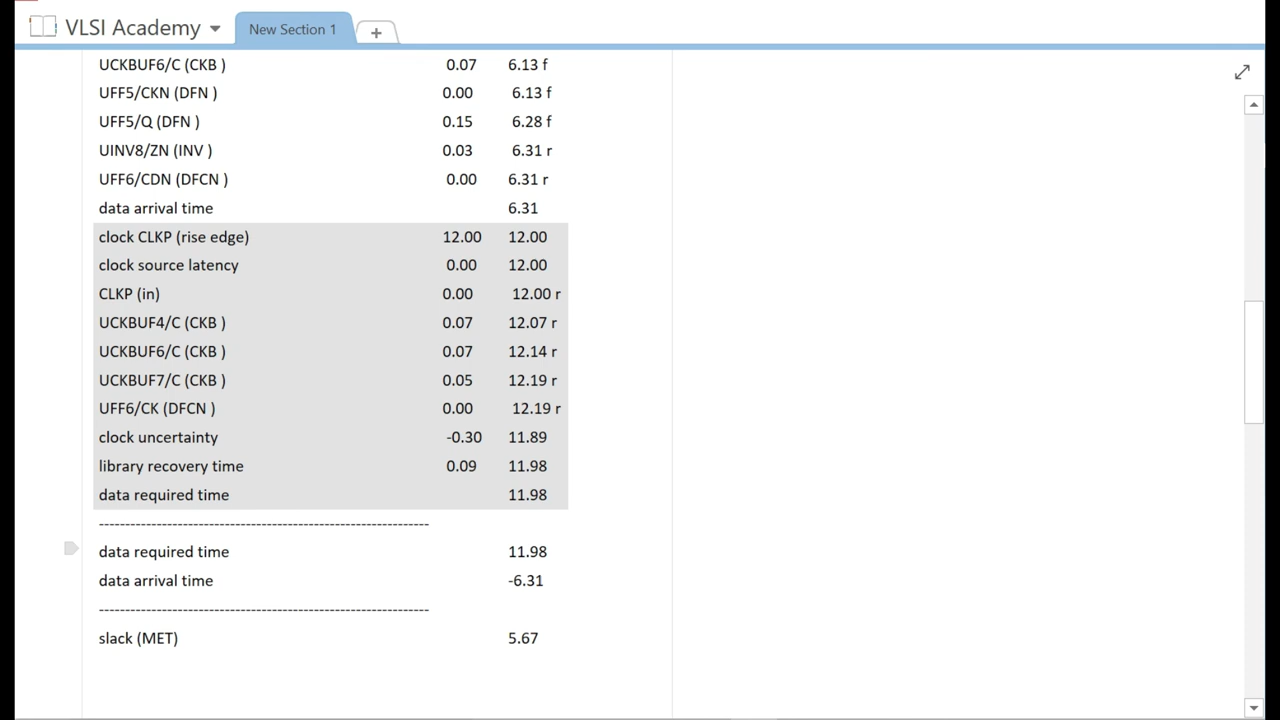 VLSI Academy
New Section 1
+
UCKBUF6/C (CKB ) 0.07 6.13 f
UFF5/CKN (DFN ) 0.00 6.13 f
UFF5/Q (DFN ) 0.15 6.28 f
UINV8/ZN (INV ) 0.03 6.31 r
UFF6/CDN (DFCN ) 0.00 6.31 r
data arrival time 6.31
clock CLKP (rise edge) 12.00 12.00
clock source latency 0.00 12.00
CLKP (in) 0.00 12.00 r
UCKBUF4/C (CKB ) 0.07 12.07 r
UCKBUF6/C (CKB ) 0.07 12.14 r
UCKBUF7/C (CKB ) 0.05 12.19 r
UFF6/CK (DFCN ) 0.00 12.19 r
clock uncertainty -0.30 11.89
library recovery time 0.09 11.98
data required time 11.98
---------------------------------------------------------------
data required time 11.98
data arrival time -6.31
---------------------------------------------------------------
slack (MET) 5.67